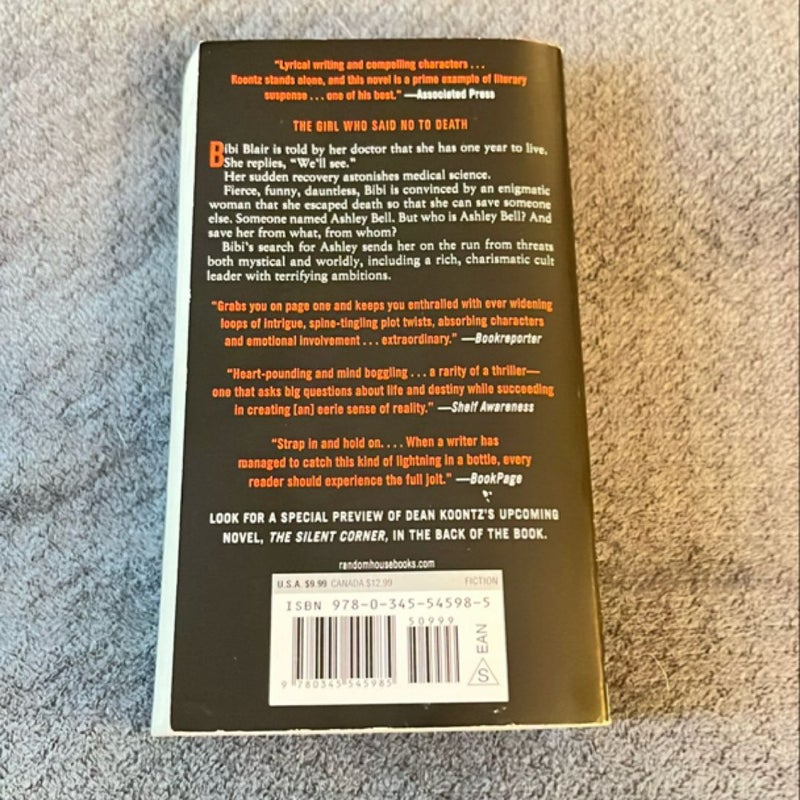 "Lyrical writing and compelling characters . . .
Koontz stands alone, and this novel is a prime example of literary
suspense . . . one of his best." —Associated Press
THE GIRL WHO SAID NO TO DEATH
Bibi Blair is told by her doctor that she has one year to live.
She replies, "We'll see."
Her sudden recovery astonishes medical science.
Fierce, funny, dauntless, Bibi is convinced by an enigmatic
woman that she escaped death so that she can save someone
else. Someone named Ashley Bell. But who is Ashley Bell? And
save her from what, from whom?
Bibi's search for Ashley sends her on the run from threats
both mystical and worldly, including a rich, charismatic cult
leader with terrifying ambitions.
"Grabs you on page one and keeps you enthralled with ever widening
loops of intrigue, spine-tingling plot twists, absorbing characters
and emotional involvement . . . extraordinary." —Bookreporter
"Heart-pounding and mind boggling . . . a rarity of a thriller—
one that asks big questions about life and destiny while succeeding
in creating [an] eerie sense of reality." —Shelf Awareness
"Strap in and hold on. . . . When a writer has
managed to catch this kind of lightning in a bottle, every
reader should experience the full jolt." —BookPage
LOOK FOR A SPECIAL PREVIEW OF DEAN KOONTZ'S UPCOMING
NOVEL, THE SILENT CORNER, IN THE BACK OF THE BOOK.
randomhousebooks.com
U.S.A. $9.99 CANADA $12.99 FICTION
ISBN 978-0-345-54598-5
50999
9 780345 545985
EAN
S